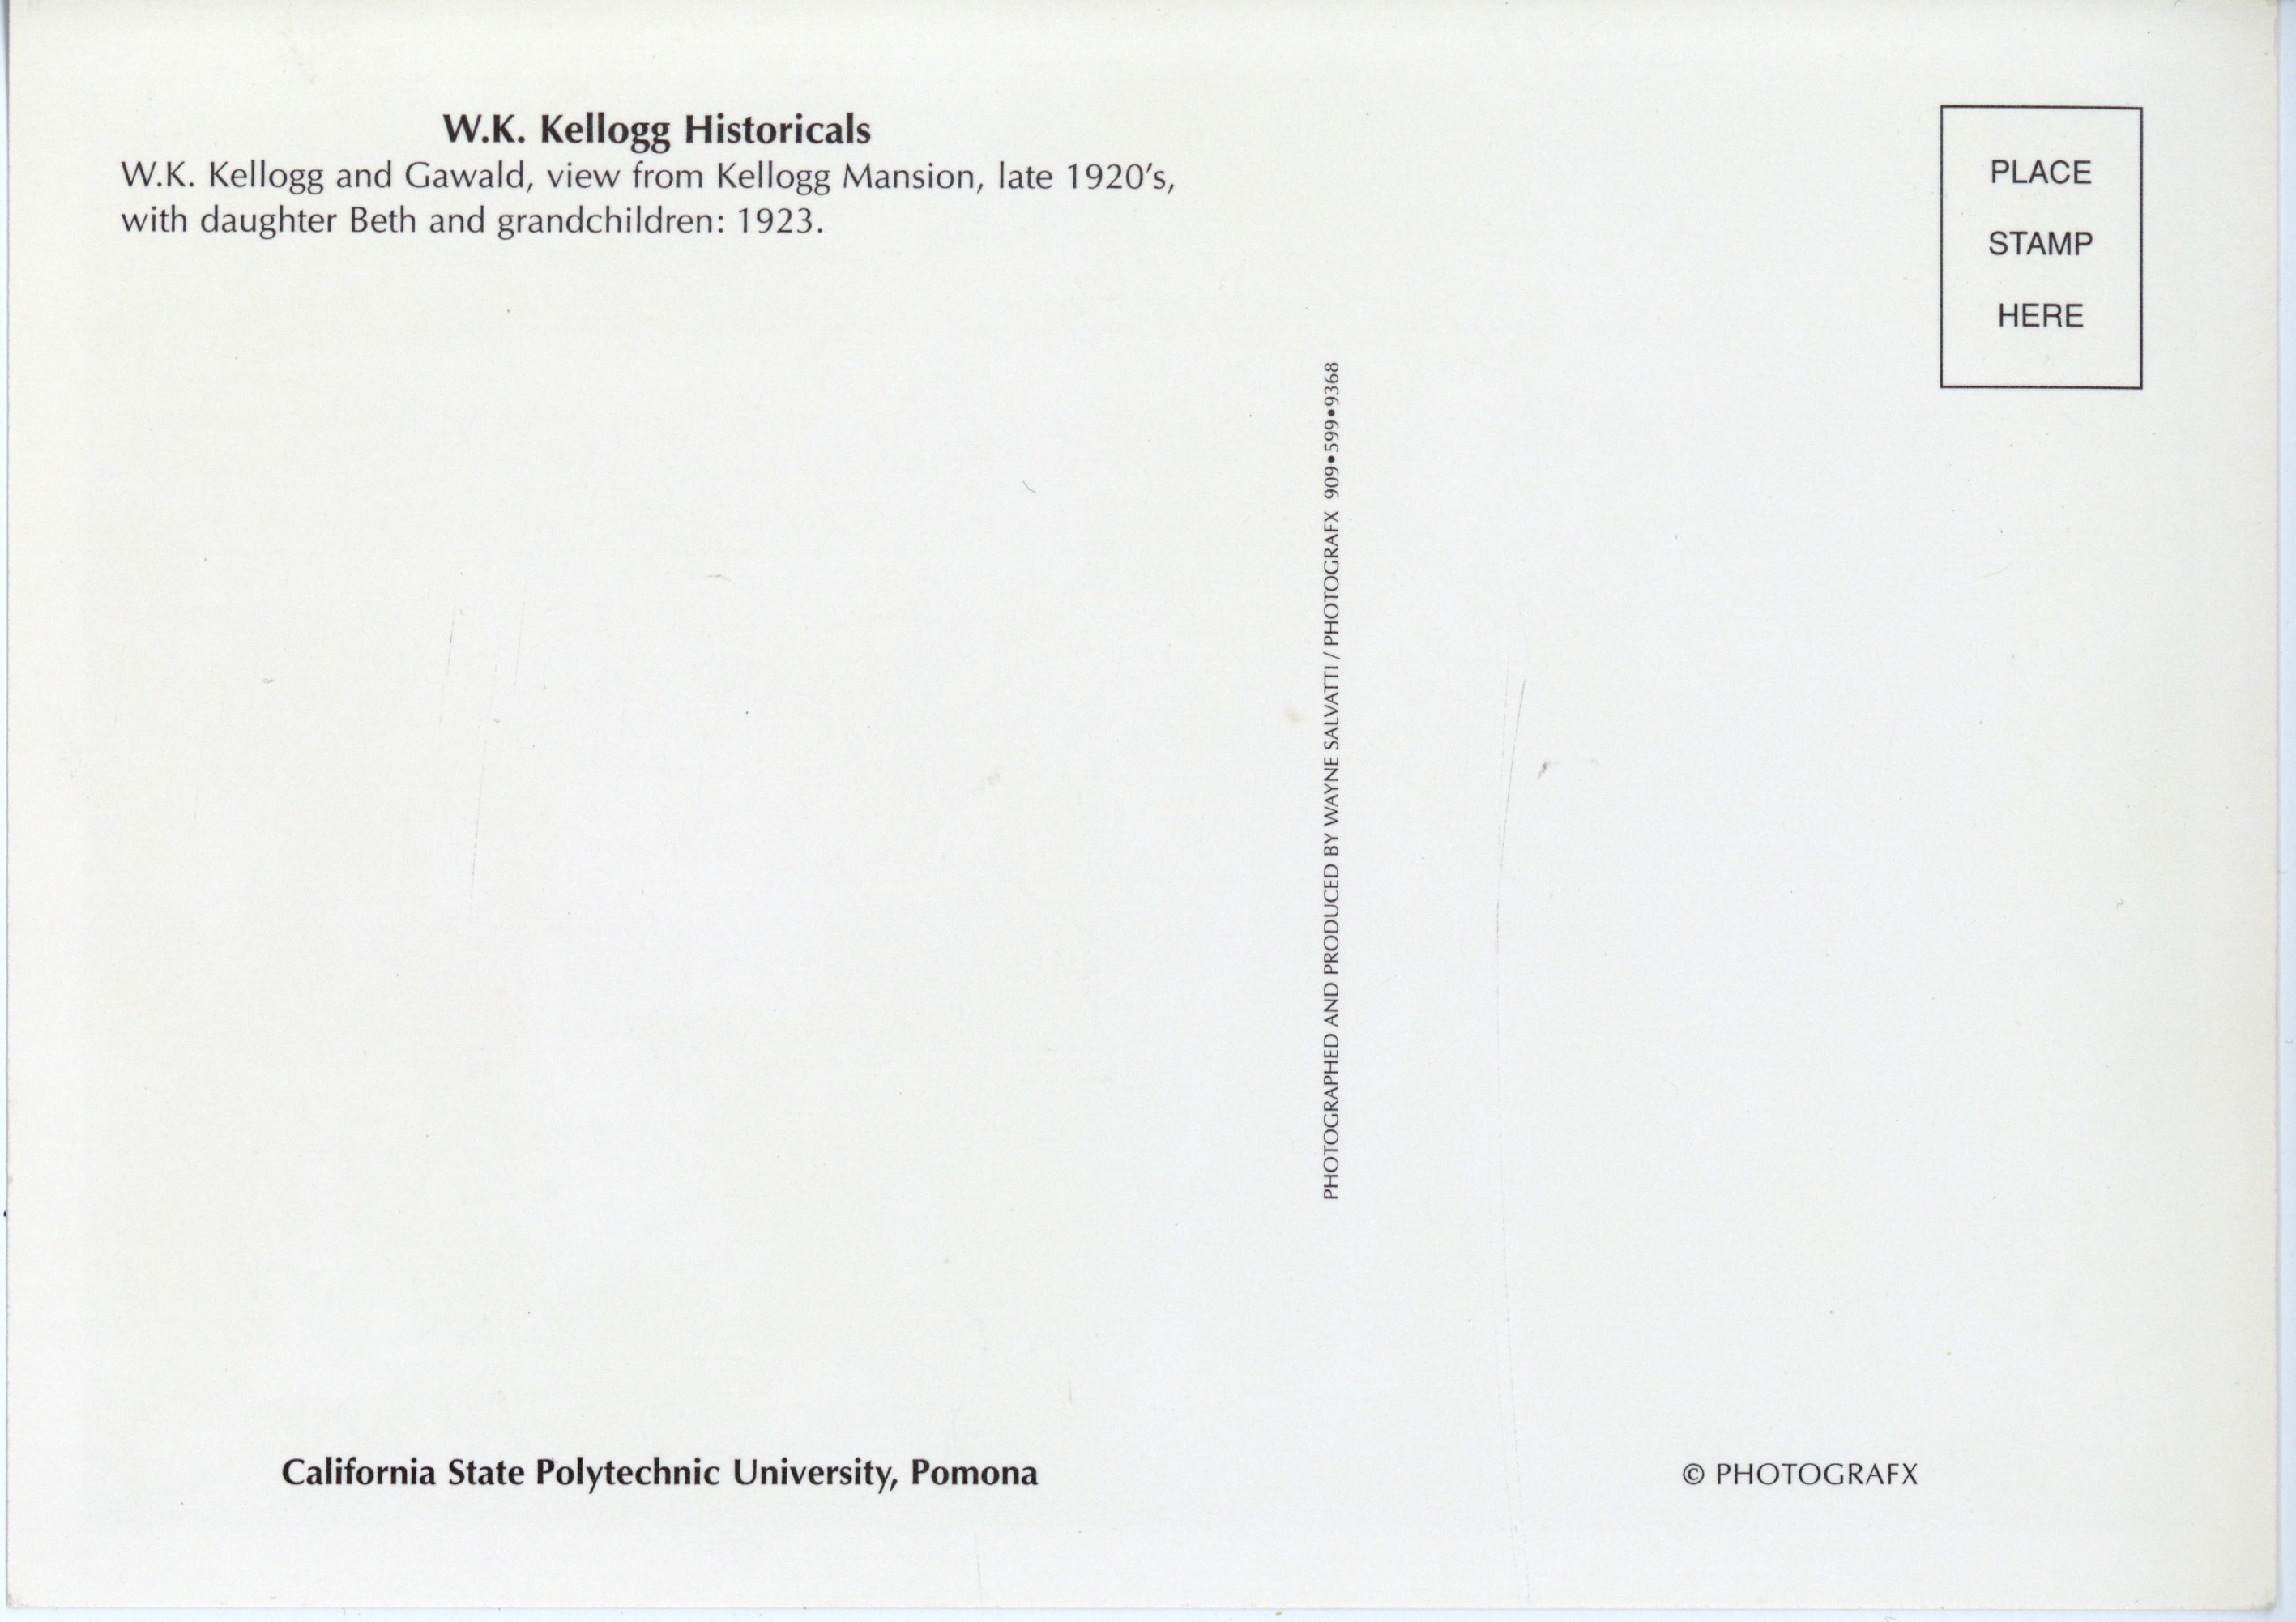 W.K. Kellogg Historicals
W.K. Kellogg and Gawald, view from Kellogg Mansion, late 1920's,
with daughter Beth and grandchildren: 1923.
PLACE
STAMP
HERE
PHOTOGRAPHED AND PRODUCED BY WAYNE SALVATTI / PHOTOGRAFX 909•599•9368
California State Polytechnic University, Pomona
© PHOTOGRAFX